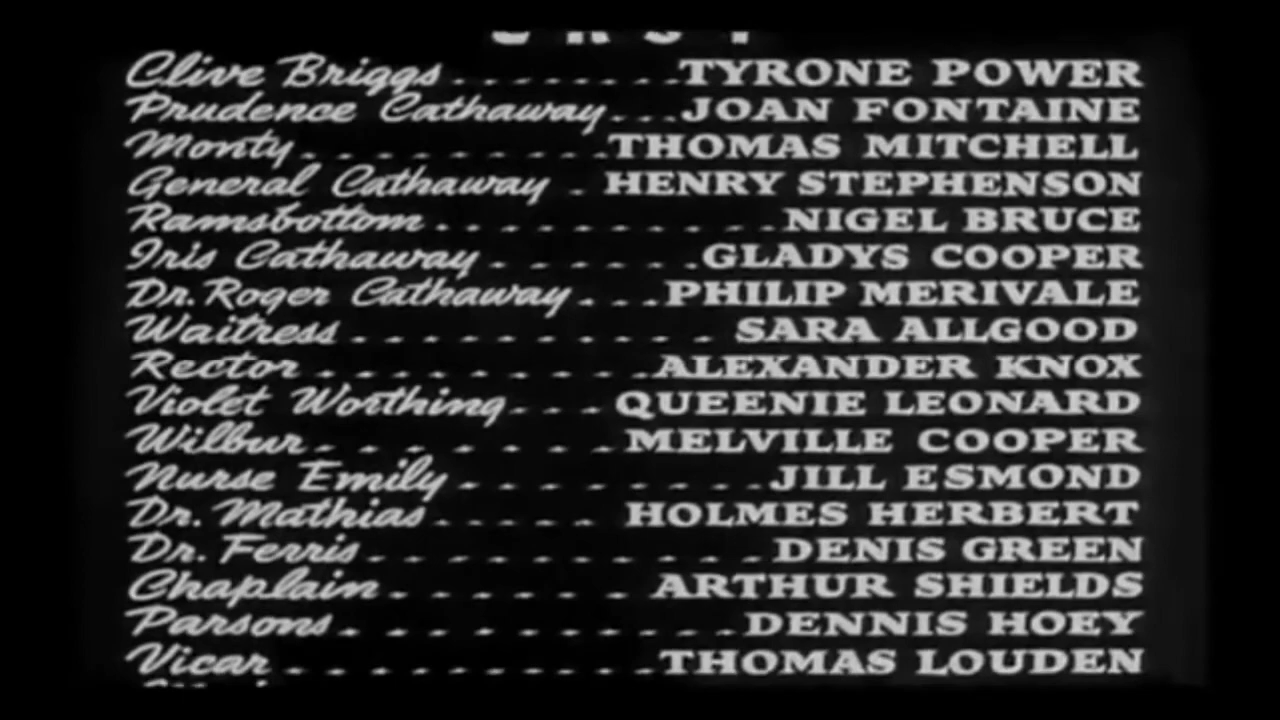 CAST
Clive Briggs . . . . . . . TYRONE POWER
Prudence Cathaway . . . JOAN FONTAINE
Monty . . . . . . . . . THOMAS MITCHELL
General Cathaway . HENRY STEPHENSON
Ramsbottom . . . . . . . . . . NIGEL BRUCE
Iris Cathaway . . . . . . GLADYS COOPER
Dr. Roger Cathaway . . . PHILIP MERIVALE
Waitress . . . . . . . . . . . SARA ALLGOOD
Rector . . . . . . . . . . ALEXANDER KNOX
Violet Worthing . . . QUEENIE LEONARD
Wilbur . . . . . . . . MELVILLE COOPER
Nurse Emily . . . . . . . . . JILL ESMOND
Dr. Mathias . . . . . HOLMES HERBERT
Dr. Ferris . . . . . . . . . . . DENIS GREEN
Chaplain . . . . . . . ARTHUR SHIELDS
Parsons . . . . . . . . . . . DENNIS HOEY
Vicar . . . . . . . . . . . THOMAS LOUDEN